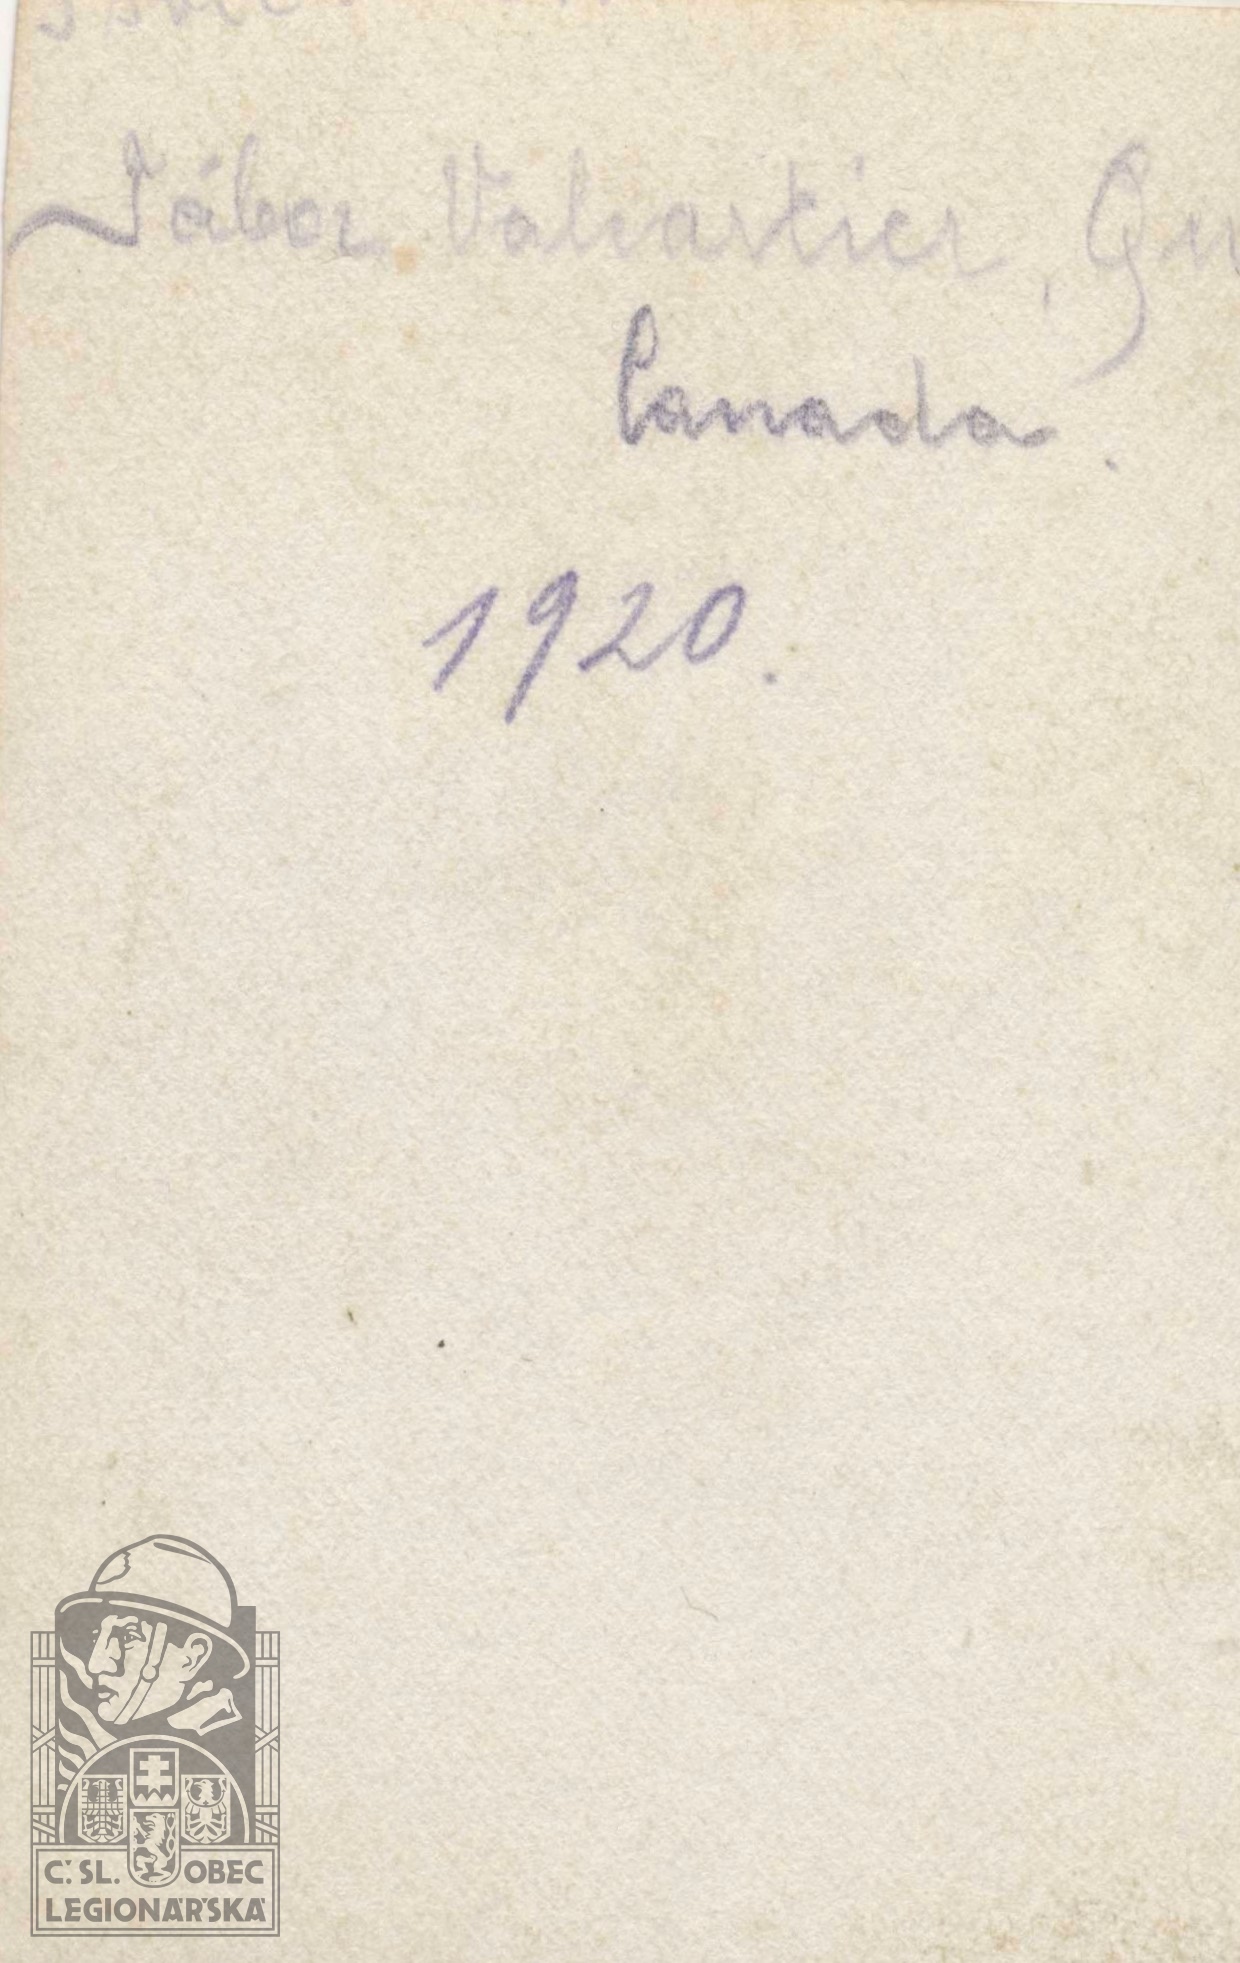 Tábor Valcartier, Qu
Canada.
1920.
Č. SL. OBEC
LEGIONÁŘSKÁ